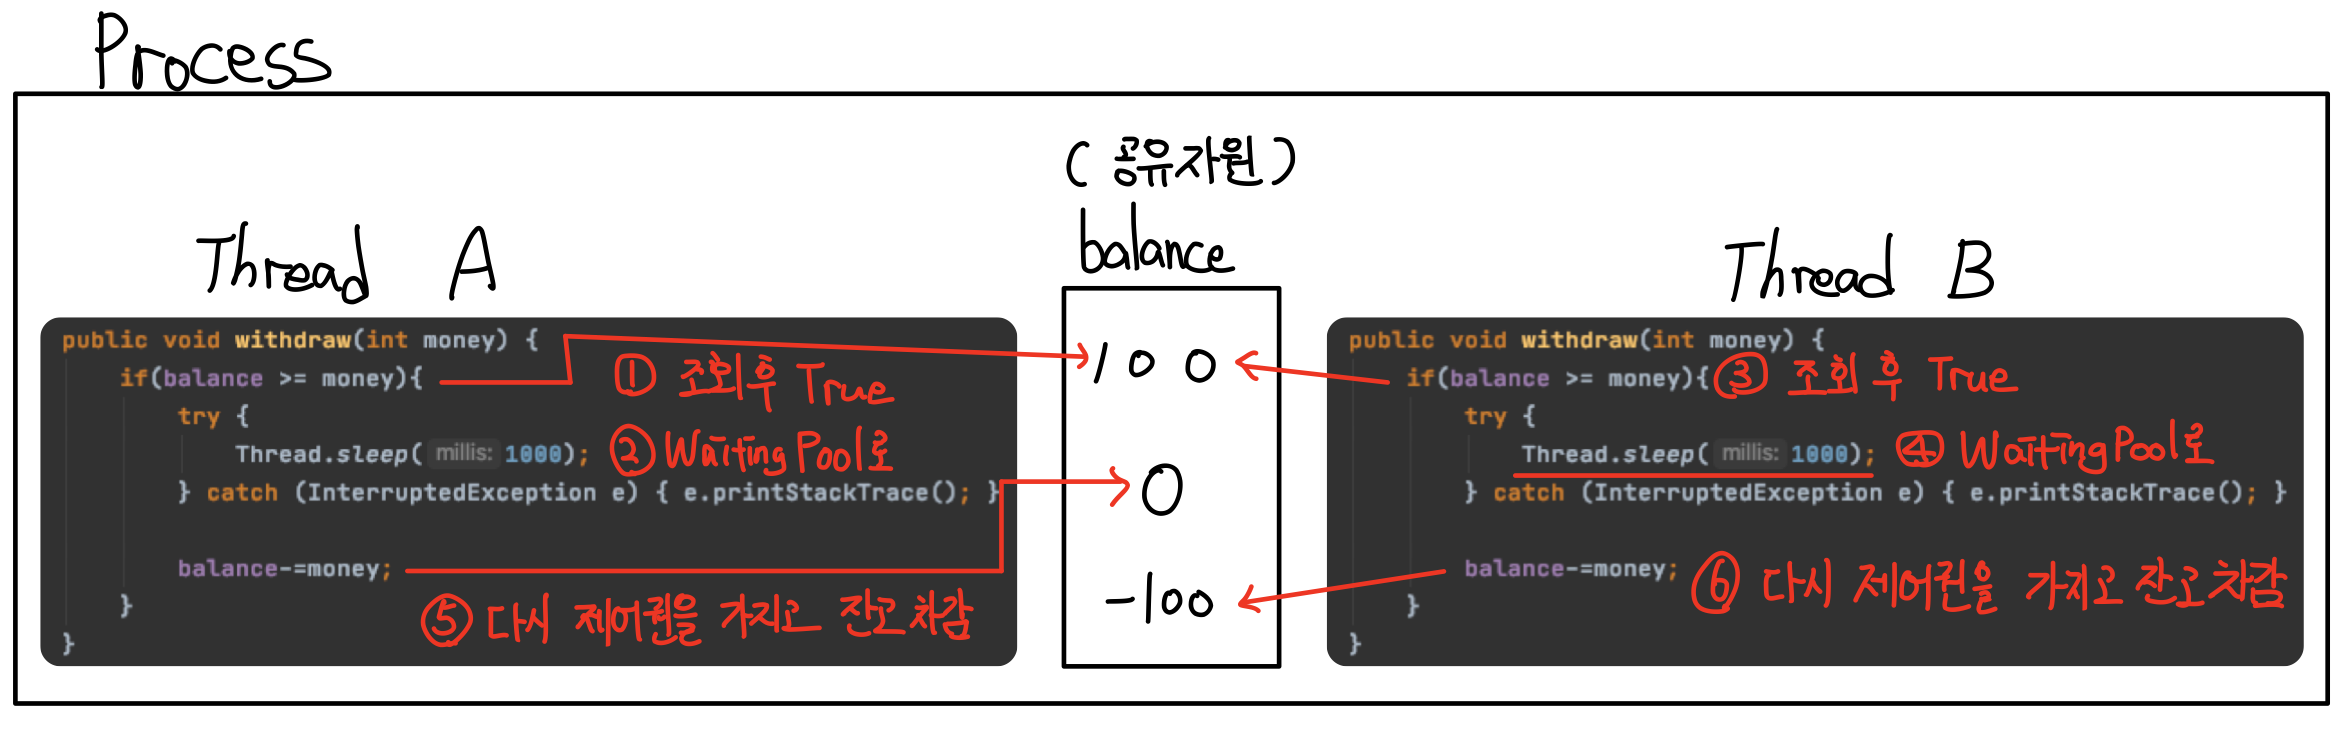 Process
(공유자원)
balance
Thread A
public void withdraw(int money) {
if(balance >= money){
① 조회후 True
try {
Thread.sleep( millis: 1000);
② Waiting Pool로
} catch (InterruptedException e) { e.printStackTrace(); }
balance-=money;
⑤ 다시 제어권을 가지고 잔고 차감
}
}
100
0
-100
Thread B
public void withdraw(int money) {
if(balance >= money){
③ 조회 후 True
try {
Thread.sleep( millis: 1000);
④ Waiting Pool로
} catch (InterruptedException e) { e.printStackTrace(); }
balance-=money;
⑥ 다시 제어권을 가지고 잔고 차감
}
}